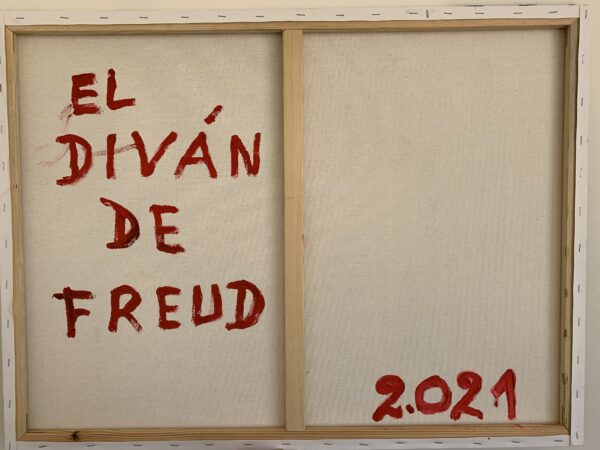 EL
DIVÁN
DE
FREUD
2.021